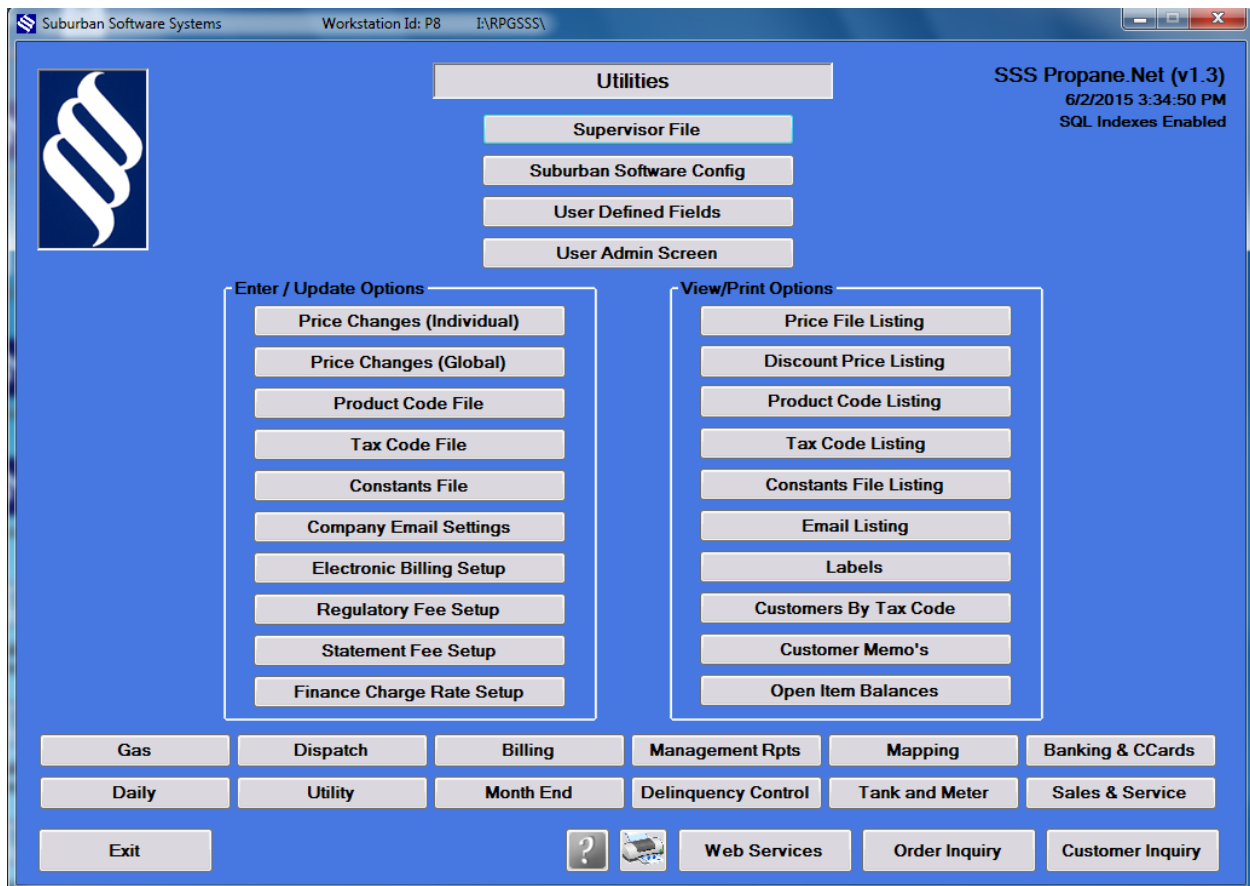 Suburban Software Systems Workstation Id: P8 I:\RPGSSS\
Utilities
SSS Propane.Net (v1.3)
6/2/2015 3:34:50 PM
SQL Indexes Enabled
Supervisor File
Suburban Software Config
User Defined Fields
User Admin Screen
Enter / Update Options
Price Changes (Individual)
Price Changes (Global)
Product Code File
Tax Code File
Constants File
Company Email Settings
Electronic Billing Setup
Regulatory Fee Setup
Statement Fee Setup
Finance Charge Rate Setup
View/Print Options
Price File Listing
Discount Price Listing
Product Code Listing
Tax Code Listing
Constants File Listing
Email Listing
Labels
Customers By Tax Code
Customer Memo's
Open Item Balances
Gas Dispatch Billing Management Rpts Mapping Banking & CCards
Daily Utility Month End Delinquency Control Tank and Meter Sales & Service
Exit ? Web Services Order Inquiry Customer Inquiry